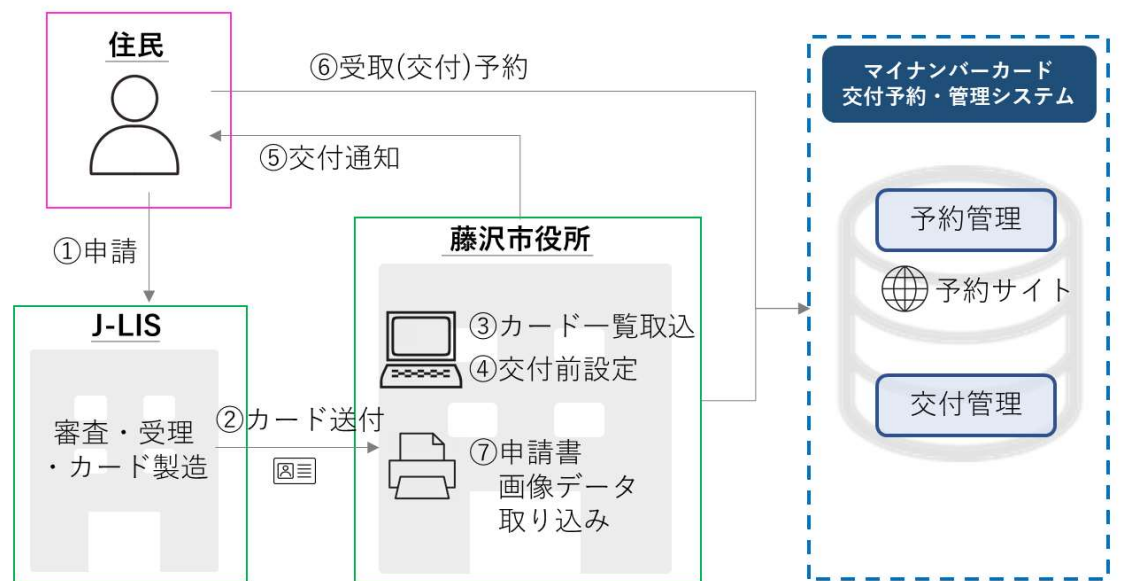 住民
⑥受取(交付)予約
⑤交付通知
①申請
J-LIS
審査・受理
・カード製造
②カード送付
藤沢市役所
③カード一覧取込
④交付前設定
⑦申請書
画像データ
取り込み
マイナンバーカード
交付予約・管理システム
予約管理
予約サイト
交付管理